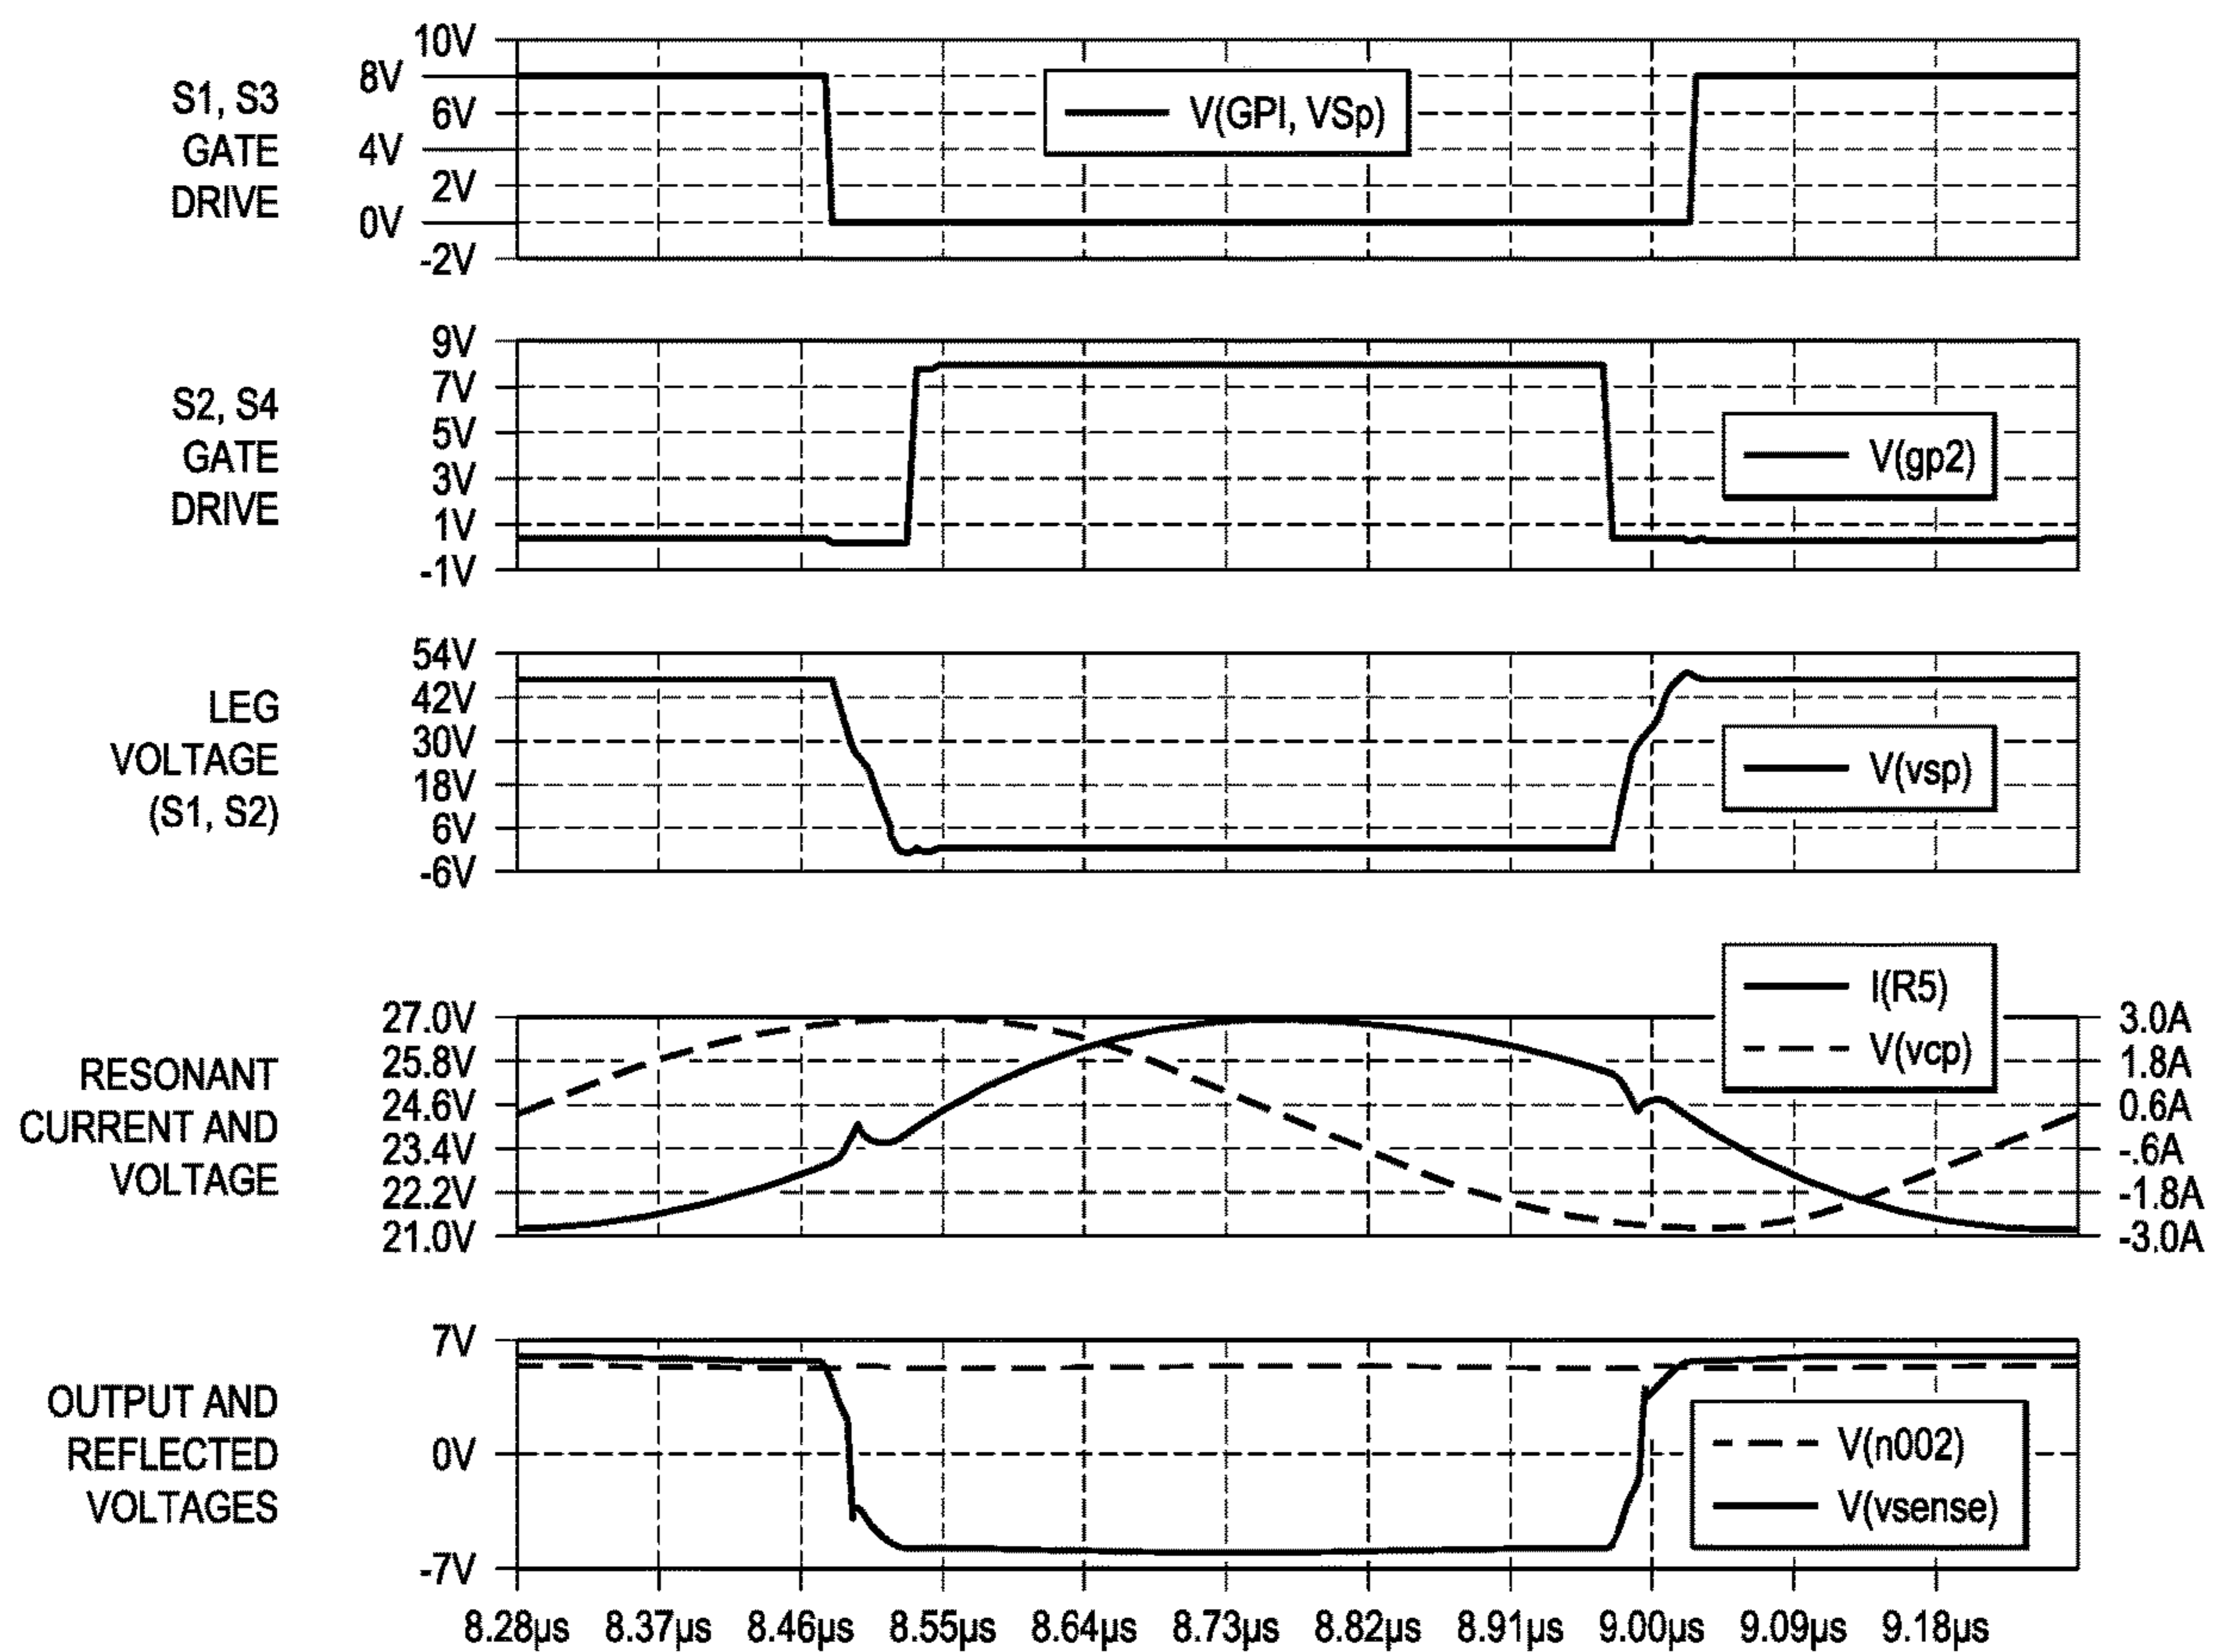 S1, S3
GATE
DRIVE
10V
8V
6V
4V
2V
0V
-2V
V(GPI, VSp)
S2, S4
GATE
DRIVE
9V
7V
5V
3V
1V
-1V
V(gp2)
LEG
VOLTAGE
(S1, S2)
54V
42V
30V
18V
6V
-6V
V(vsp)
RESONANT
CURRENT AND
VOLTAGE
27.0V
25.8V
24.6V
23.4V
22.2V
21.0V
I(R5)
V(vcp)
3.0A
1.8A
0.6A
-.6A
-1.8A
-3.0A
OUTPUT AND
REFLECTED
VOLTAGES
7V
0V
-7V
V(n002)
V(vsense)
8.28µs 8.37µs 8.46µs 8.55µs 8.64µs 8.73µs 8.82µs 8.91µs 9.00µs 9.09µs 9.18µs